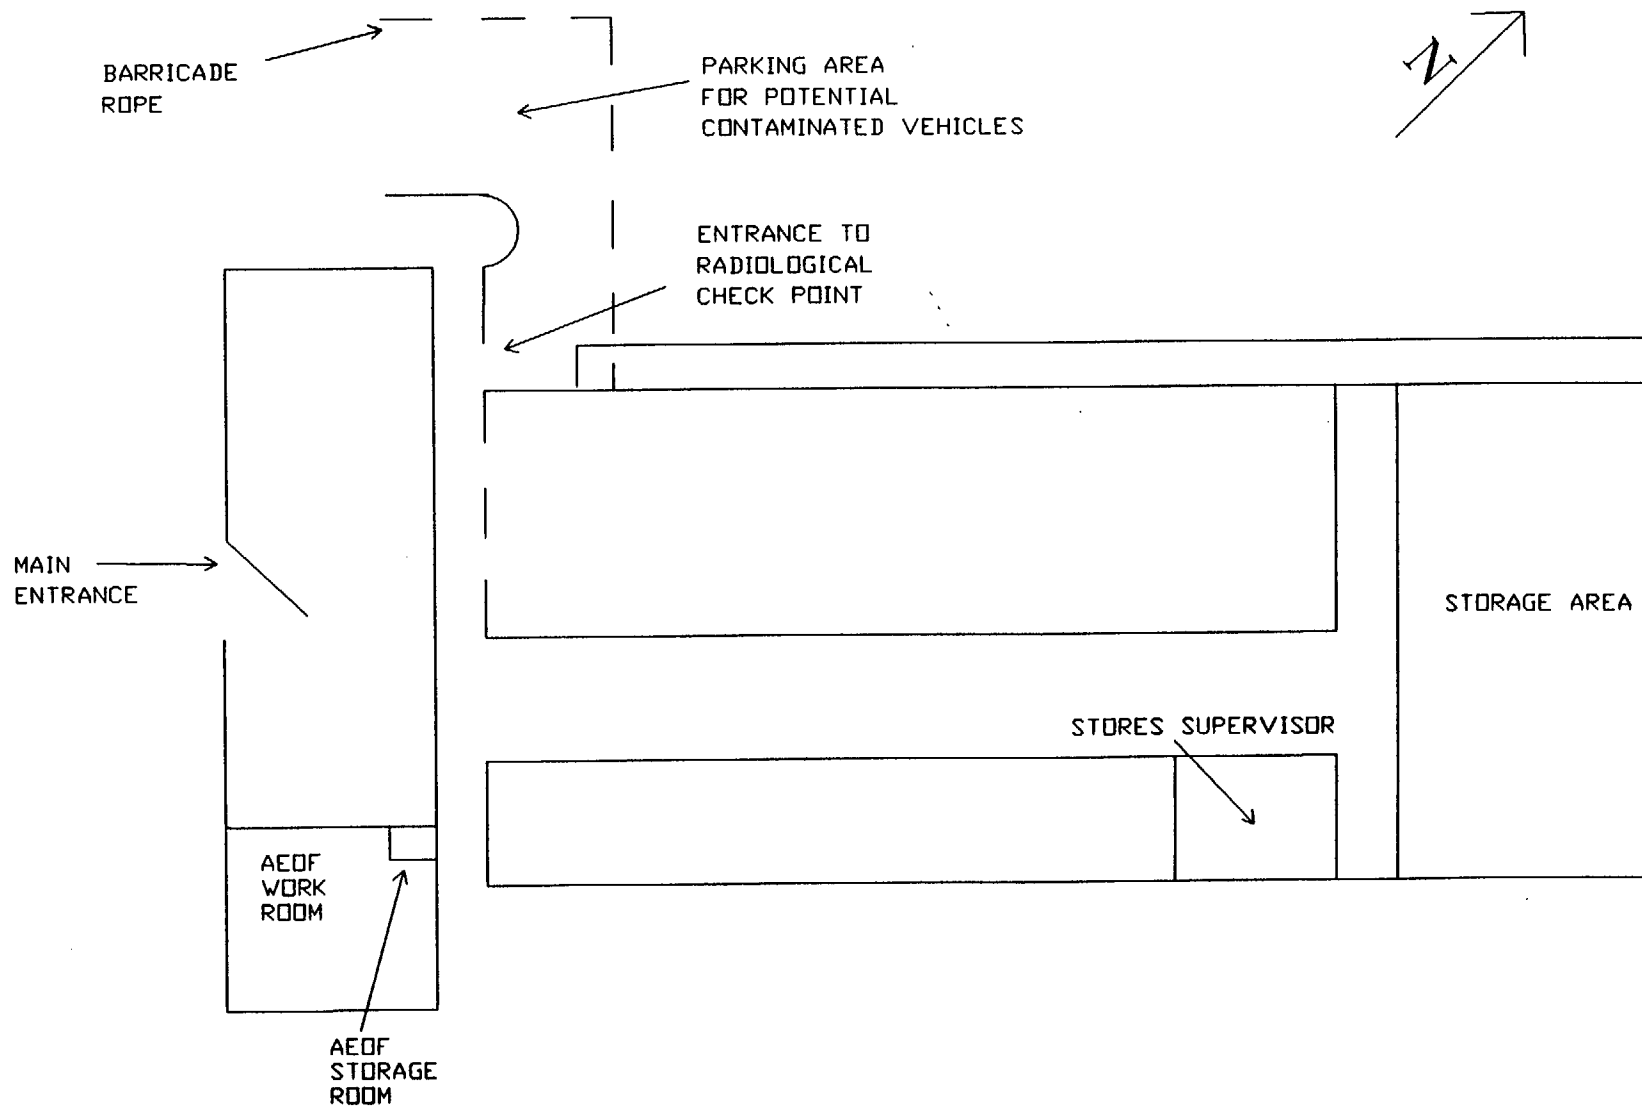 BARRICADE
ROPE
PARKING AREA
FOR POTENTIAL
CONTAMINATED VEHICLES
N
ENTRANCE TO
RADIOLOGICAL
CHECK POINT
MAIN
ENTRANCE
STORAGE AREA
STORES SUPERVISOR
AEOF
WORK
ROOM
AEOF
STORAGE
ROOM